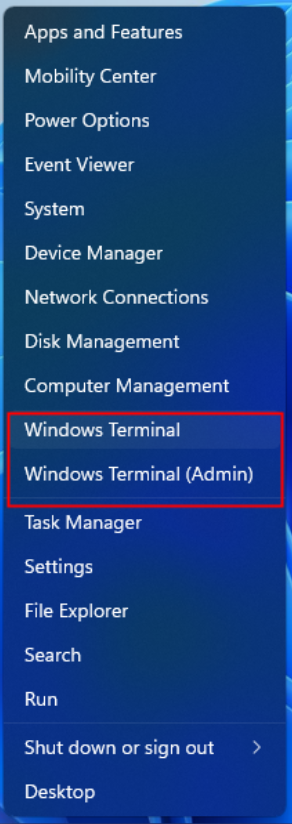 Apps and Features
Mobility Center
Power Options
Event Viewer
System
Device Manager
Network Connections
Disk Management
Computer Management
Windows Terminal
Windows Terminal (Admin)
Task Manager
Settings
File Explorer
Search
Run
Shut down or sign out
Desktop